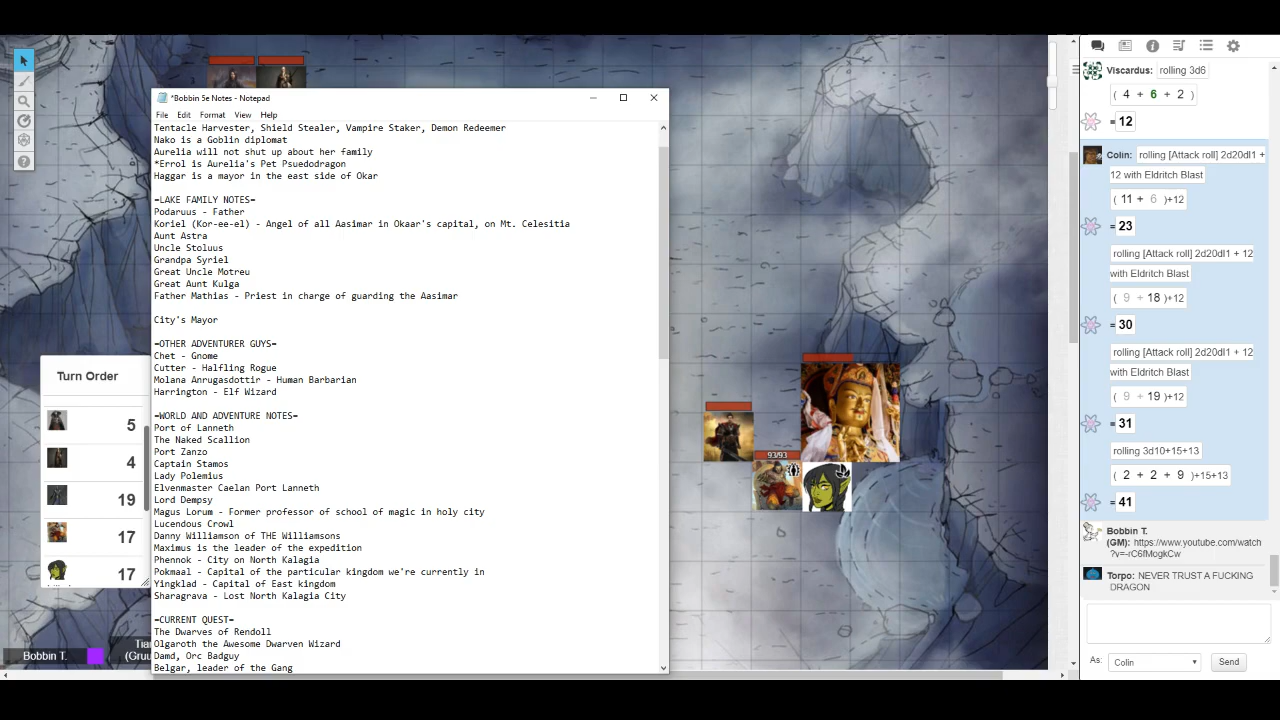 *Bobbin 5e Notes - Notepad
File Edit Format View Help
Tentacle Harvester, Shield Stealer, Vampire Staker, Demon Redeemer
Nako is a Goblin diplomat
Aurelia will not shut up about her family
*Errol is Aurelia's Pet Psuedodragon
Haggar is a mayor in the east side of Okar
=LAKE FAMILY NOTES=
Podaruus - Father
Koriel (Kor-ee-el) - Angel of all Aasimar in Okaar's capital, on Mt. Celesitia
Aunt Astra
Uncle Stoluus
Grandpa Syriel
Great Uncle Motreu
Great Aunt Kulga
Father Mathias - Priest in charge of guarding the Aasimar
City's Mayor
=OTHER ADVENTURER GUYS=
Chet - Gnome
Cutter - Halfling Rogue
Molana Anrugasdottir - Human Barbarian
Harrington - Elf Wizard
=WORLD AND ADVENTURE NOTES=
Port of Lanneth
The Naked Scallion
Port Zanzo
Captain Stamos
Lady Polemius
Elvenmaster Caelan Port Lanneth
Lord Dempsy
Magus Lorum - Former professor of school of magic in holy city
Lucendous Crowl
Danny Williamson of THE Williamsons
Maximus is the leader of the expedition
Phennok - City on North Kalagia
Pokmaal - Capital of the particular kingdom we're currently in
Yingklad - Capital of East kingdom
Sharagrava - Lost North Kalagia City
=CURRENT QUEST=
The Dwarves of Rendoll
Olgaroth the Awesome Dwarven Wizard
Damd, Orc Badguy
Belgar, leader of the Gang
Turn Order
5
4
19
17
17
Bobbin T.
Tia
(Gruu
93/93
Viscardus: rolling 3d6
( 4 + 6 + 2 )
=12
Colin: rolling [Attack roll] 2d20dl1 +
12 with Eldritch Blast
( 11 + 6 )+12
=23
rolling [Attack roll] 2d20dl1 + 12
with Eldritch Blast
( 9 + 18 )+12
=30
rolling [Attack roll] 2d20dl1 + 12
with Eldritch Blast
( 9 + 19 )+12
=31
rolling 3d10+15+13
( 2 + 2 + 9 )+15+13
=41
Bobbin T.
(GM): https://www.youtube.com/watch
?v=-rC6fMogkCw
Torpo: NEVER TRUST A FUCKING
DRAGON
As: Colin Send